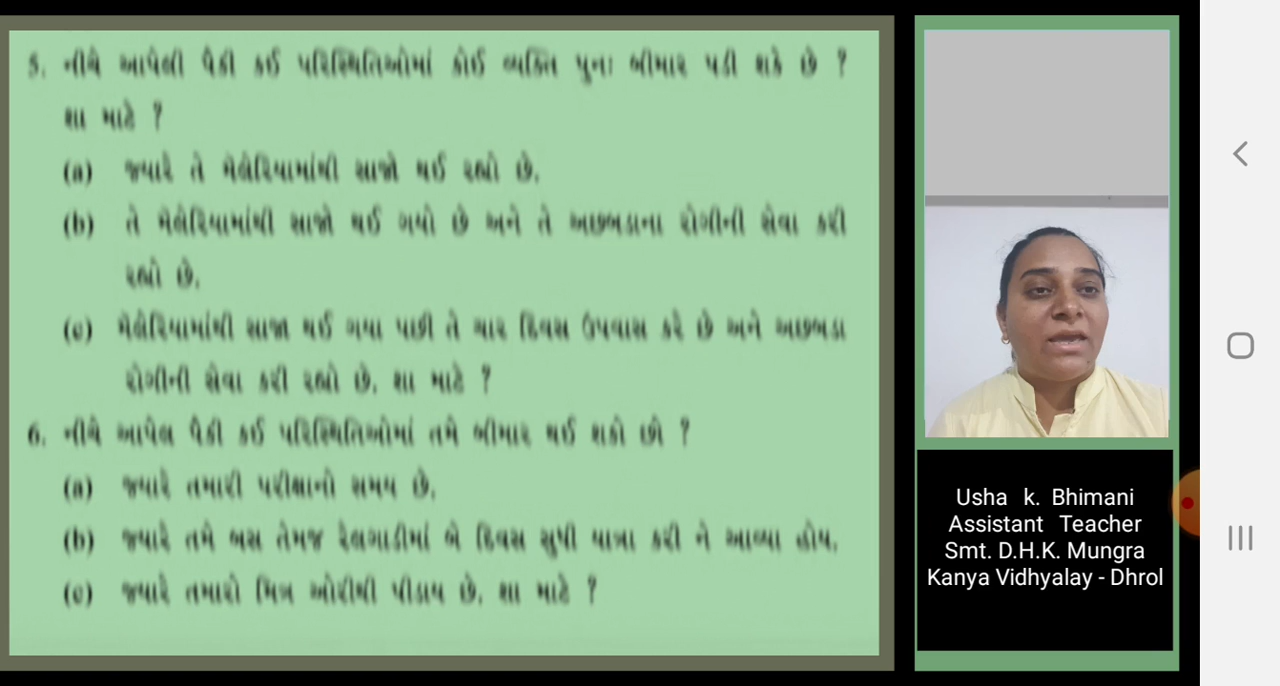 5. નીચે આપેલી પૈકી કઈ પરિસ્થિતિઓમાં કોઈ વ્યક્તિ પુનઃ બીમાર પડી શકે છે ?
શા માટે ?
(a) જ્યારે તે મેલેરિયામાંથી સાજો થઈ રહ્યો છે.
(b) તે મેલેરિયામાંથી સાજો થઈ ગયો છે અને તે અછબડાના રોગીની સેવા કરી
રહ્યો છે.
(c) મેલેરિયામાંથી સાજા થઈ ગયા પછી તે ચાર દિવસ ઉપવાસ કરે છે અને અછબડા
રોગીની સેવા કરી રહ્યો છે. શા માટે ?
6. નીચે આપેલ પૈકી કઈ પરિસ્થિતિઓમાં તમે બીમાર થઈ શકો છો ?
(a) જ્યારે તમારી પરીક્ષાનો સમય છે.
(b) જ્યારે તમે બસ તેમજ રેલગાડીમાં બે દિવસ સુધી યાત્રા કરી ને આવ્યા હોય.
(c) જ્યારે તમારો મિત્ર ઓરીથી પીડાય છે. શા માટે ?
Usha k. Bhimani
Assistant Teacher
Smt. D.H.K. Mungra
Kanya Vidhyalay - Dhrol